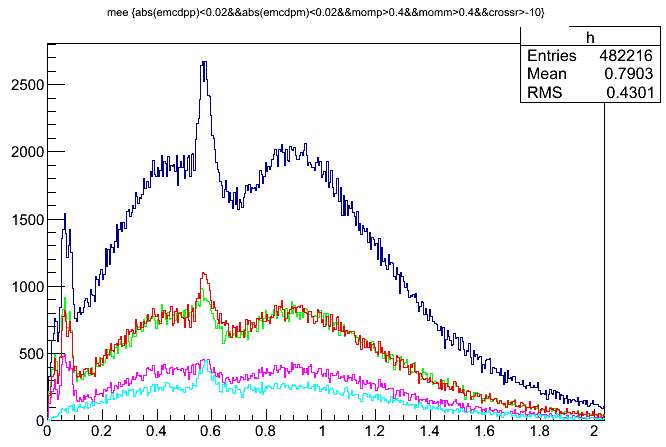 mee {abs(emcdpp)<0.02&&abs(emcdpm)<0.02&&momp>0.4&&momm>0.4&&crossr>-10}
h
Entries 482216
Mean 0.7903
RMS 0.4301
2500
2000
1500
1000
500
0
0 0.2 0.4 0.6 0.8 1 1.2 1.4 1.6 1.8 2